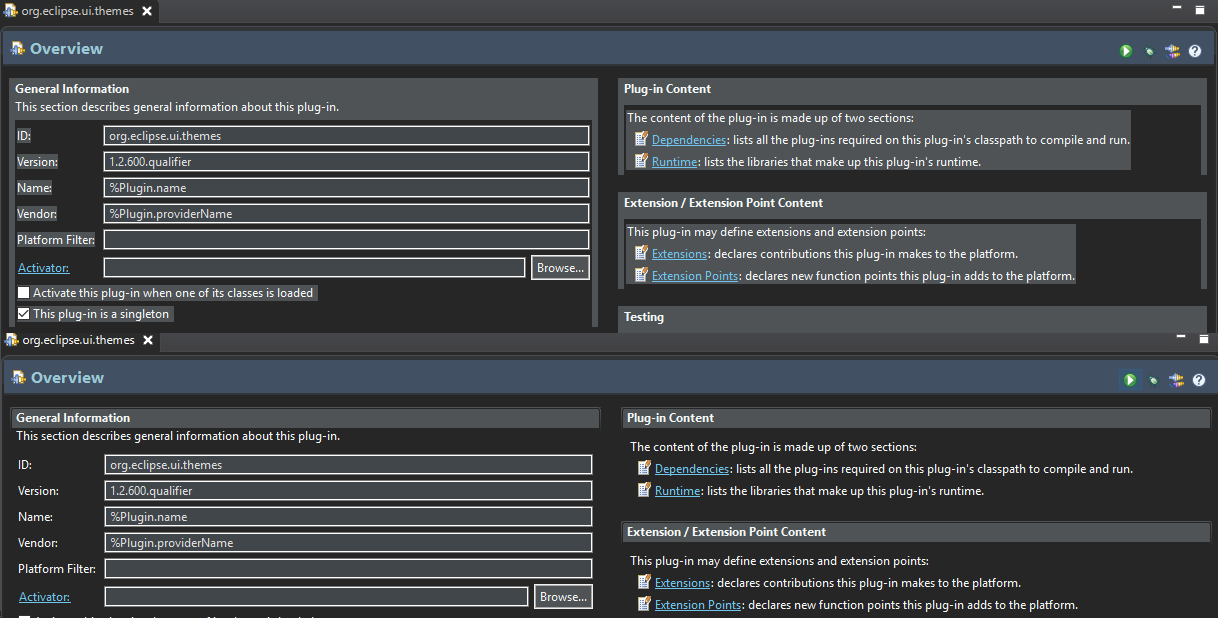 org.eclipse.ui.themes
Overview
General Information
This section describes general information about this plug-in.
ID: org.eclipse.ui.themes
Version: 1.2.600.qualifier
Name: %Plugin.name
Vendor: %Plugin.providerName
Platform Filter:
Activator: Browse...
Activate this plug-in when one of its classes is loaded
This plug-in is a singleton
Plug-in Content
The content of the plug-in is made up of two sections:
Dependencies: lists all the plug-ins required on this plug-in's classpath to compile and run.
Runtime: lists the libraries that make up this plug-in's runtime.
Extension / Extension Point Content
This plug-in may define extensions and extension points:
Extensions: declares contributions this plug-in makes to the platform.
Extension Points: declares new function points this plug-in adds to the platform.
Testing
org.eclipse.ui.themes
Overview
General Information
This section describes general information about this plug-in.
ID: org.eclipse.ui.themes
Version: 1.2.600.qualifier
Name: %Plugin.name
Vendor: %Plugin.providerName
Platform Filter:
Activator: Browse...
Plug-in Content
The content of the plug-in is made up of two sections:
Dependencies: lists all the plug-ins required on this plug-in's classpath to compile and run.
Runtime: lists the libraries that make up this plug-in's runtime.
Extension / Extension Point Content
This plug-in may define extensions and extension points:
Extensions: declares contributions this plug-in makes to the platform.
Extension Points: declares new function points this plug-in adds to the platform.